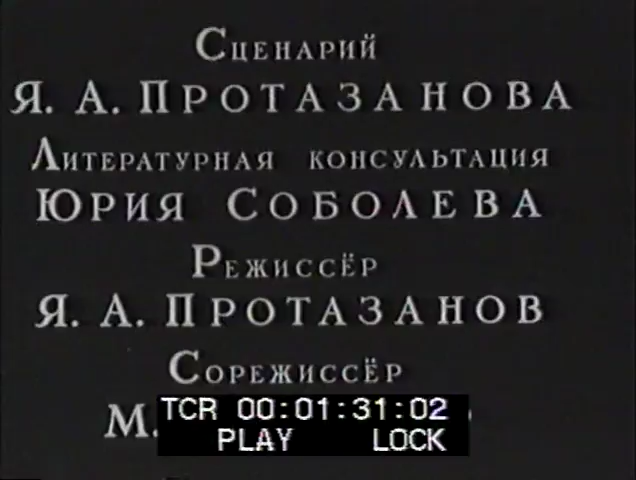 Сценарий
Я. А. ПРОТАЗАНОВА
Литературная консультация
ЮРИЯ СОБОЛЕВА
Режиссёр
Я. А. ПРОТАЗАНОВ
Сорежиссёр
М.
TCR 00:01:31:02
PLAY LOCK